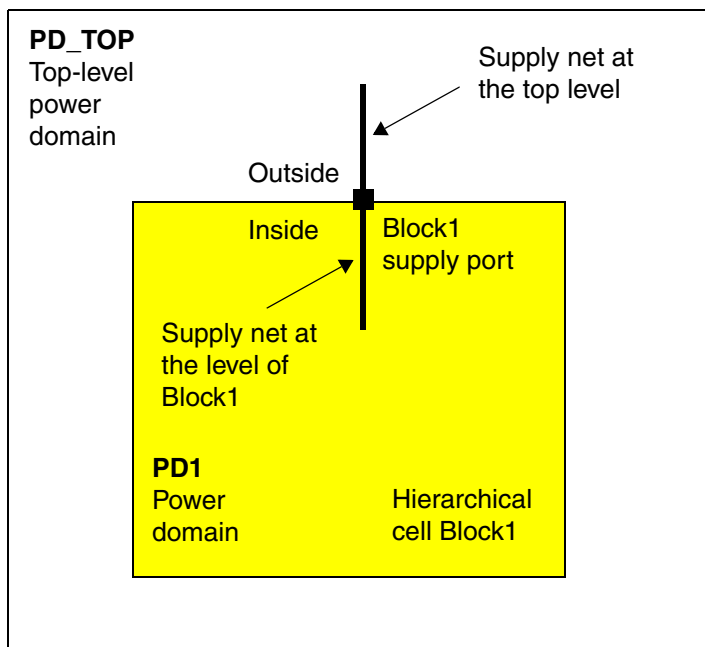 PD_TOP
Top-level
power
domain
Supply net at
the top level
Outside
Inside
Block1
supply port
Supply net at
the level of
Block1
PD1
Power
domain
Hierarchical
cell Block1